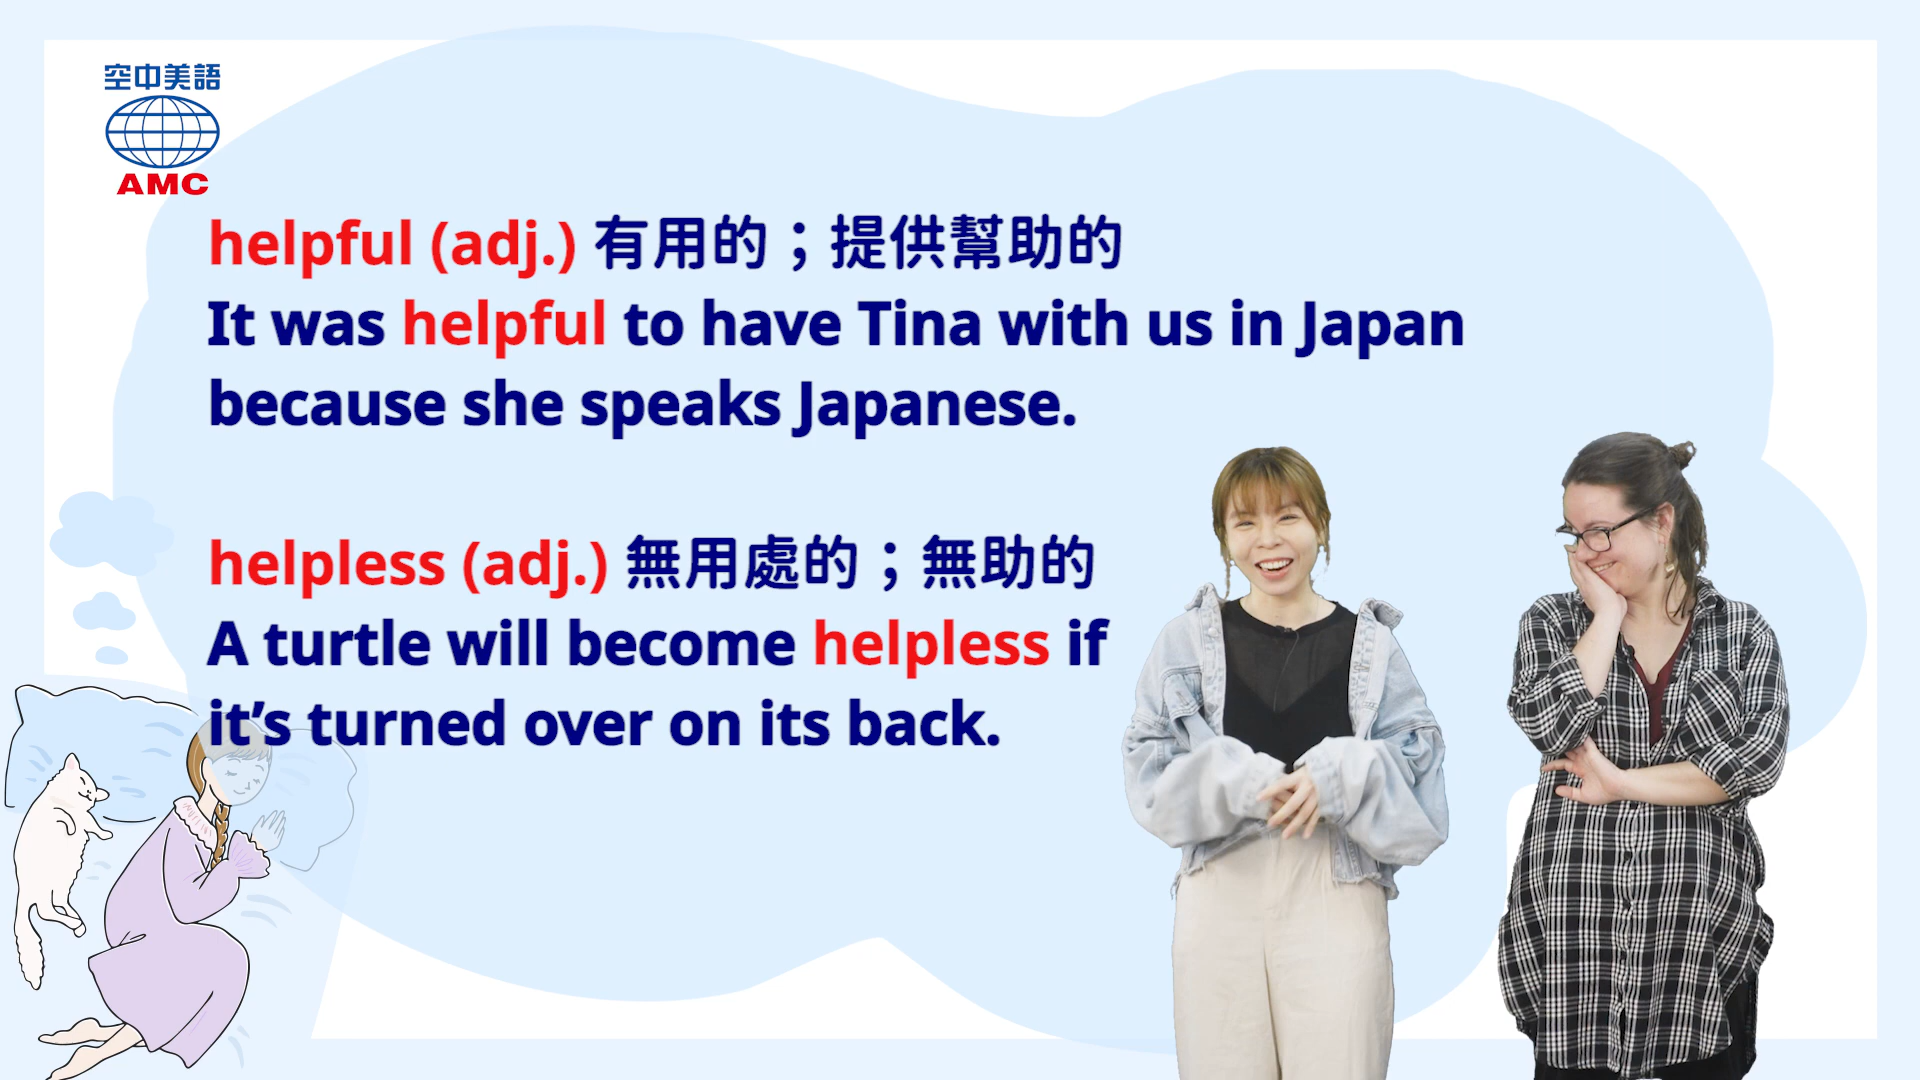 空中美語
AMC
helpful (adj.) 有用的；提供幫助的
It was helpful to have Tina with us in Japan
because she speaks Japanese.
helpless (adj.) 無用處的；無助的
A turtle will become helpless if
it’s turned over on its back.